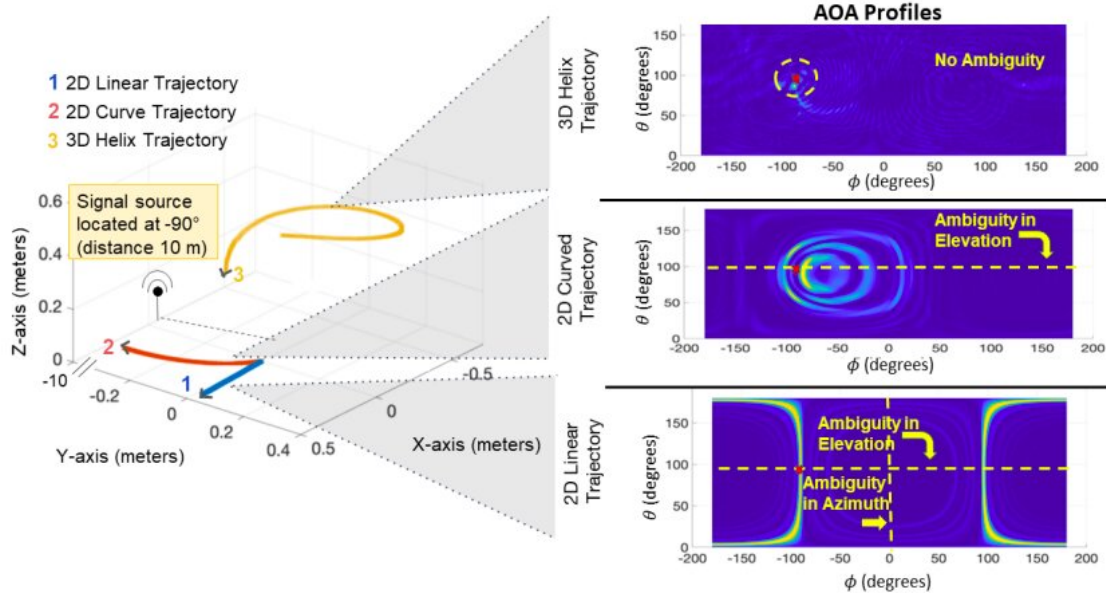 AOA Profiles
1 2D Linear Trajectory
2 2D Curve Trajectory
3 3D Helix Trajectory
Signal source
located at -90°
(distance 10 m)
Z-axis (meters)
0.6
0.4
0.2
0
-10
-0.2
0
0.2
0.4
Y-axis (meters)
0.5
0
-0.5
X-axis (meters)
1
2
3
3D Helix
Trajectory
θ (degrees)
150
100
50
0
No Ambiguity
-200 -150 -100 -50 0 50 100 150 200
ϕ (degrees)
2D Curved
Trajectory
θ (degrees)
150
100
50
0
Ambiguity in
Elevation
-200 -150 -100 -50 0 50 100 150 200
ϕ (degrees)
2D Linear
Trajectory
θ (degrees)
150
100
50
0
Ambiguity in
Elevation
Ambiguity
in Azimuth
-200 -150 -100 -50 0 50 100 150 200
ϕ (degrees)